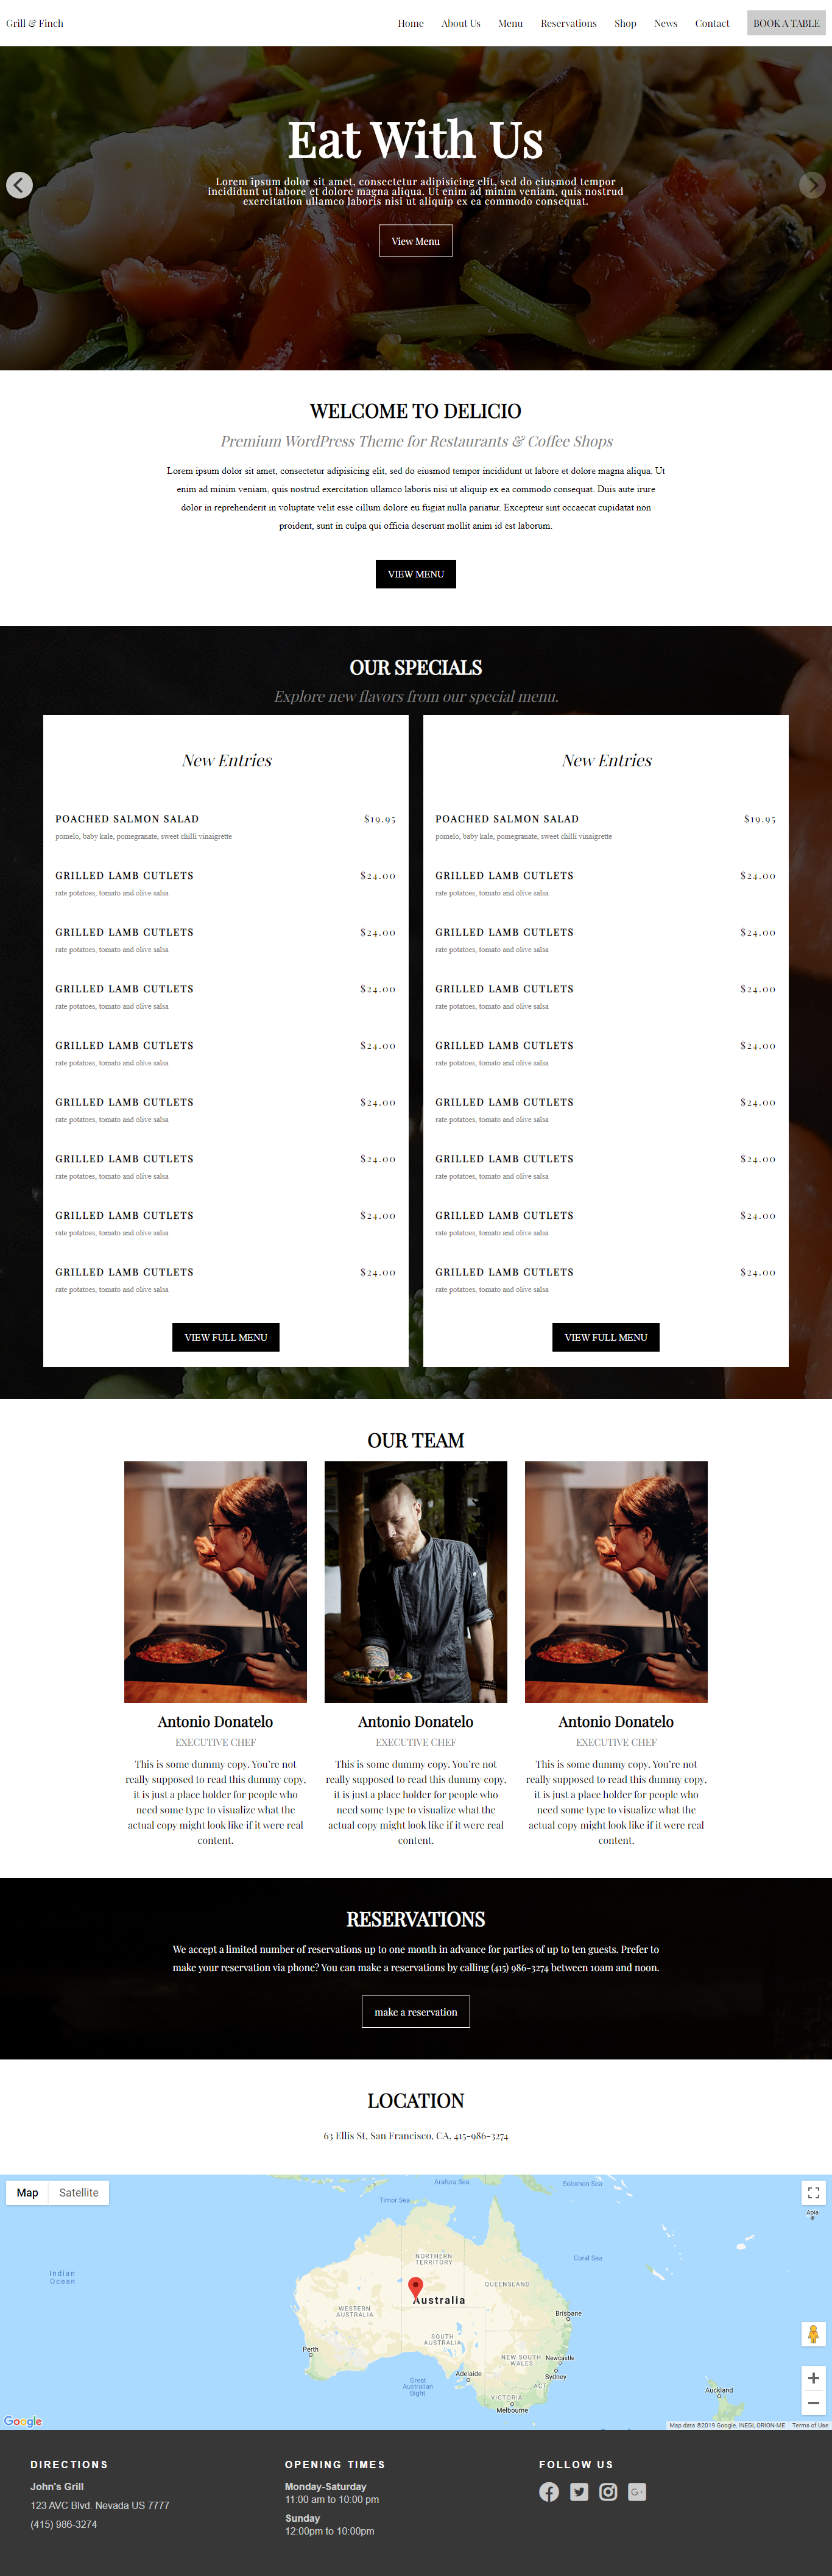 Grill & Finch
Home About Us Menu Reservations Shop News Contact BOOK A TABLE
Eat With Us
Lorem ipsum dolor sit amet, consectetur adipisicing elit, sed do eiusmod tempor
incididunt ut labore et dolore magna aliqua. Ut enim ad minim veniam, quis nostrud
exercitation ullamco laboris nisi ut aliquip ex ea commodo consequat.
View Menu
WELCOME TO DELICIO
Premium WordPress Theme for Restaurants & Coffee Shops
Lorem ipsum dolor sit amet, consectetur adipisicing elit, sed do eiusmod tempor incididunt ut labore et dolore magna aliqua. Ut
enim ad minim veniam, quis nostrud exercitation ullamco laboris nisi ut aliquip ex ea commodo consequat. Duis aute irure
dolor in reprehenderit in voluptate velit esse cillum dolore eu fugiat nulla pariatur. Excepteur sint occaecat cupidatat non
proident, sunt in culpa qui officia deserunt mollit anim id est laborum.
VIEW MENU
OUR SPECIALS
Explore new flavors from our special menu.
New Entries
POACHED SALMON SALAD $19.95
pomelo, baby kale, pomegranate, sweet chilli vinaigrette
GRILLED LAMB CUTLETS $24.00
rate potatoes, tomato and olive salsa
GRILLED LAMB CUTLETS $24.00
rate potatoes, tomato and olive salsa
GRILLED LAMB CUTLETS $24.00
rate potatoes, tomato and olive salsa
GRILLED LAMB CUTLETS $24.00
rate potatoes, tomato and olive salsa
GRILLED LAMB CUTLETS $24.00
rate potatoes, tomato and olive salsa
GRILLED LAMB CUTLETS $24.00
rate potatoes, tomato and olive salsa
GRILLED LAMB CUTLETS $24.00
rate potatoes, tomato and olive salsa
GRILLED LAMB CUTLETS $24.00
rate potatoes, tomato and olive salsa
VIEW FULL MENU
New Entries
POACHED SALMON SALAD $19.95
pomelo, baby kale, pomegranate, sweet chilli vinaigrette
GRILLED LAMB CUTLETS $24.00
rate potatoes, tomato and olive salsa
GRILLED LAMB CUTLETS $24.00
rate potatoes, tomato and olive salsa
GRILLED LAMB CUTLETS $24.00
rate potatoes, tomato and olive salsa
GRILLED LAMB CUTLETS $24.00
rate potatoes, tomato and olive salsa
GRILLED LAMB CUTLETS $24.00
rate potatoes, tomato and olive salsa
GRILLED LAMB CUTLETS $24.00
rate potatoes, tomato and olive salsa
GRILLED LAMB CUTLETS $24.00
rate potatoes, tomato and olive salsa
GRILLED LAMB CUTLETS $24.00
rate potatoes, tomato and olive salsa
VIEW FULL MENU
OUR TEAM
Antonio Donatelo
EXECUTIVE CHEF
This is some dummy copy. You're not
really supposed to read this dummy copy,
it is just a place holder for people who
need some type to visualize what the
actual copy might look like if it were real
content.
Antonio Donatelo
EXECUTIVE CHEF
This is some dummy copy. You're not
really supposed to read this dummy copy,
it is just a place holder for people who
need some type to visualize what the
actual copy might look like if it were real
content.
Antonio Donatelo
EXECUTIVE CHEF
This is some dummy copy. You're not
really supposed to read this dummy copy,
it is just a place holder for people who
need some type to visualize what the
actual copy might look like if it were real
content.
RESERVATIONS
We accept a limited number of reservations up to one month in advance for parties of up to ten guests. Prefer to
make your reservation via phone? You can make a reservations by calling (415) 986-3274 between 10am and noon.
make a reservation
LOCATION
63 Ellis St, San Francisco, CA, 415-986-3274
Map Satellite
Arafura Sea
Solomon Sea
Timor Sea
Apia
Coral Sea
Indian
Ocean
NORTHERN
TERRITORY
QUEENSLAND
Australia
WESTERN
AUSTRALIA
Brisbane
SOUTH
AUSTRALIA
Perth
NEW SOUTH
WALES
Newcastle
Adelaide
Sydney
Great
Australian
Bight
ACT
VICTORIA
Melbourne
Auckland
Google
Map data ©2019 Google, INEGI, ORION-ME Terms of Use
DIRECTIONS
John's Grill
123 AVC Blvd. Nevada US 7777
(415) 986-3274
OPENING TIMES
Monday-Saturday
11:00 am to 10:00 pm
Sunday
12:00pm to 10:00pm
FOLLOW US
G+